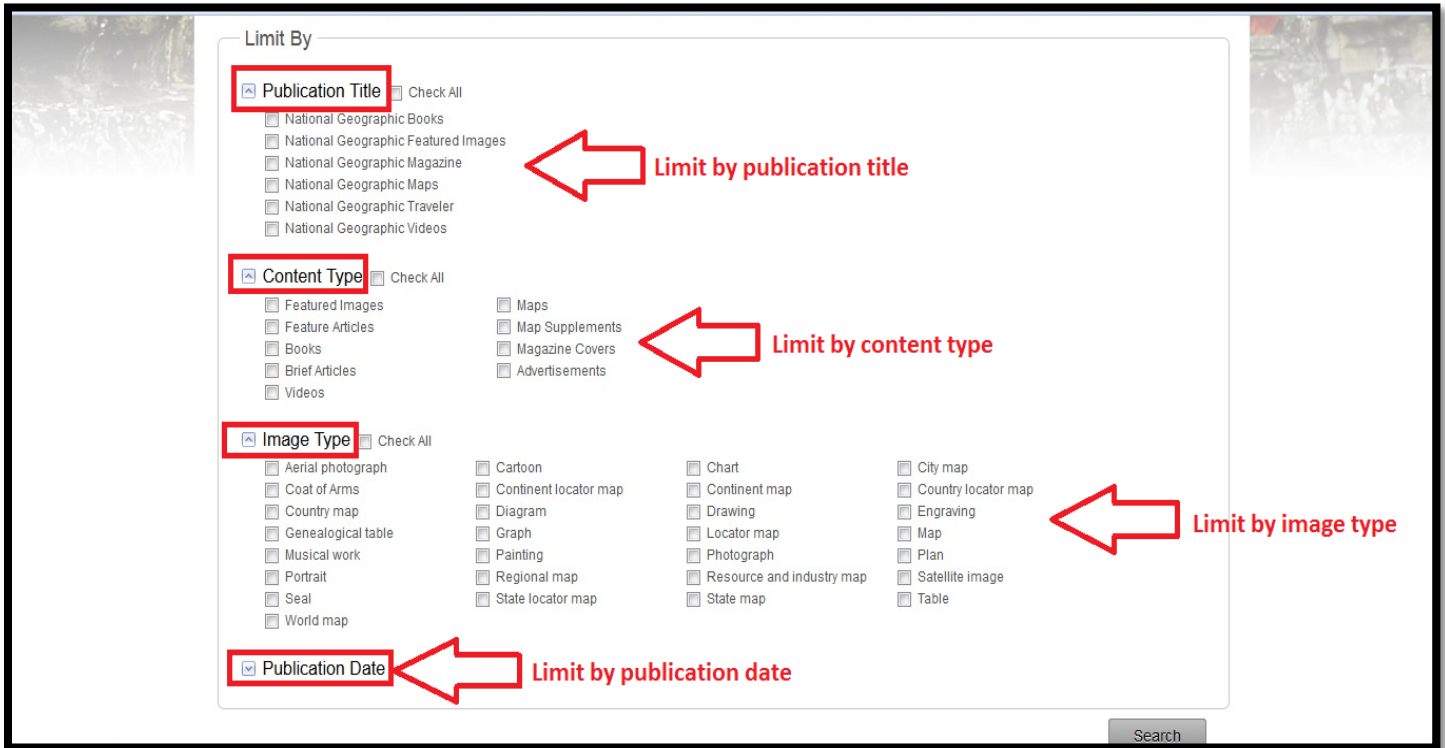 Limit By
Publication Title Check All
National Geographic Books
National Geographic Featured Images
National Geographic Magazine
National Geographic Maps
National Geographic Traveler
National Geographic Videos
Limit by publication title
Content Type Check All
Featured Images Maps
Feature Articles Map Supplements
Books Magazine Covers
Brief Articles Advertisements
Videos
Limit by content type
Image Type Check All
Aerial photograph Cartoon Chart City map
Coat of Arms Continent locator map Continent map Country locator map
Country map Diagram Drawing Engraving
Genealogical table Graph Locator map Map
Musical work Painting Photograph Plan
Portrait Regional map Resource and industry map Satellite image
Seal State locator map State map Table
World map
Limit by image type
Publication Date
Limit by publication date
Search